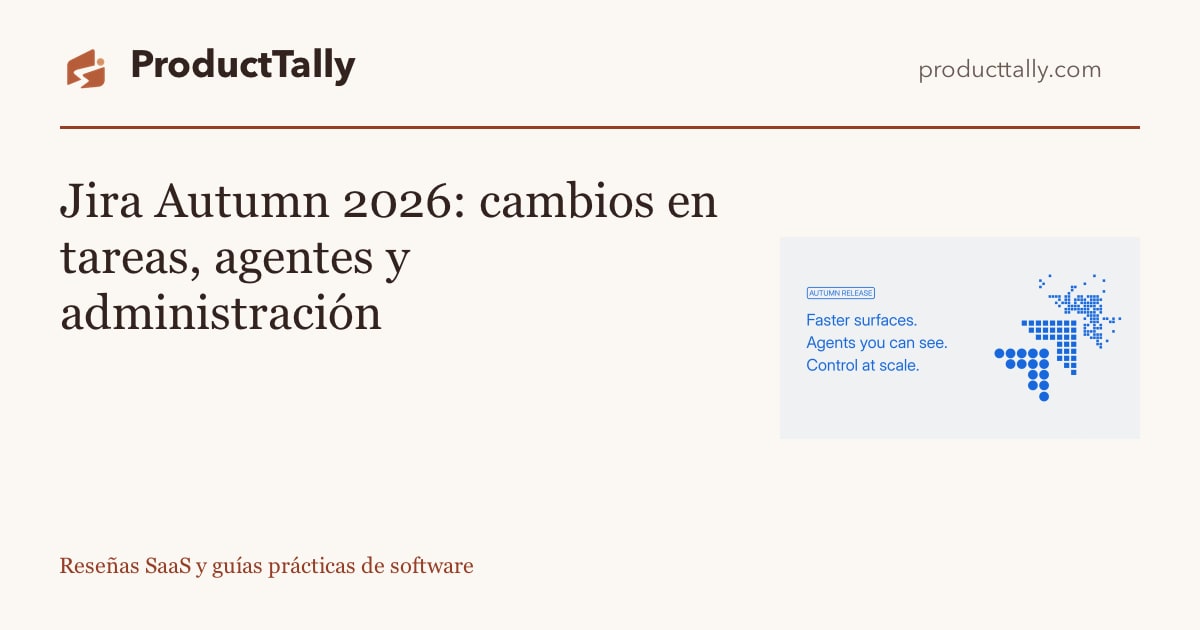 ProductTally
producttally.com
Jira Autumn 2026: cambios en
tareas, agentes y
administración
AUTUMN RELEASE
Faster surfaces.
Agents you can see.
Control at scale.
Reseñas SaaS y guías prácticas de software